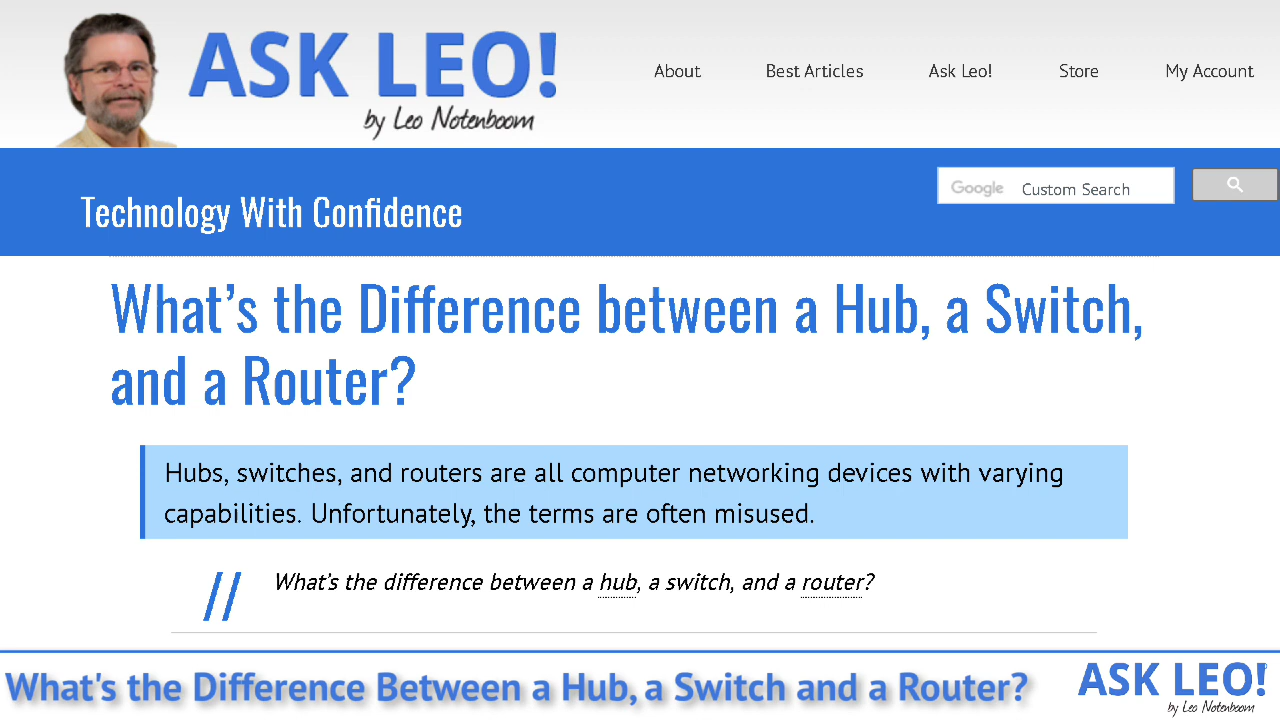 ASK LEO!
by Leo Notenboom
About Best Articles Ask Leo! Store My Account
Technology With Confidence
Google Custom Search
What’s the Difference between a Hub, a Switch,
and a Router?
Hubs, switches, and routers are all computer networking devices with varying
capabilities. Unfortunately, the terms are often misused.
// What’s the difference between a hub, a switch, and a router?
What's the Difference Between a Hub, a Switch and a Router?
ASK LEO!
by Leo Notenboom